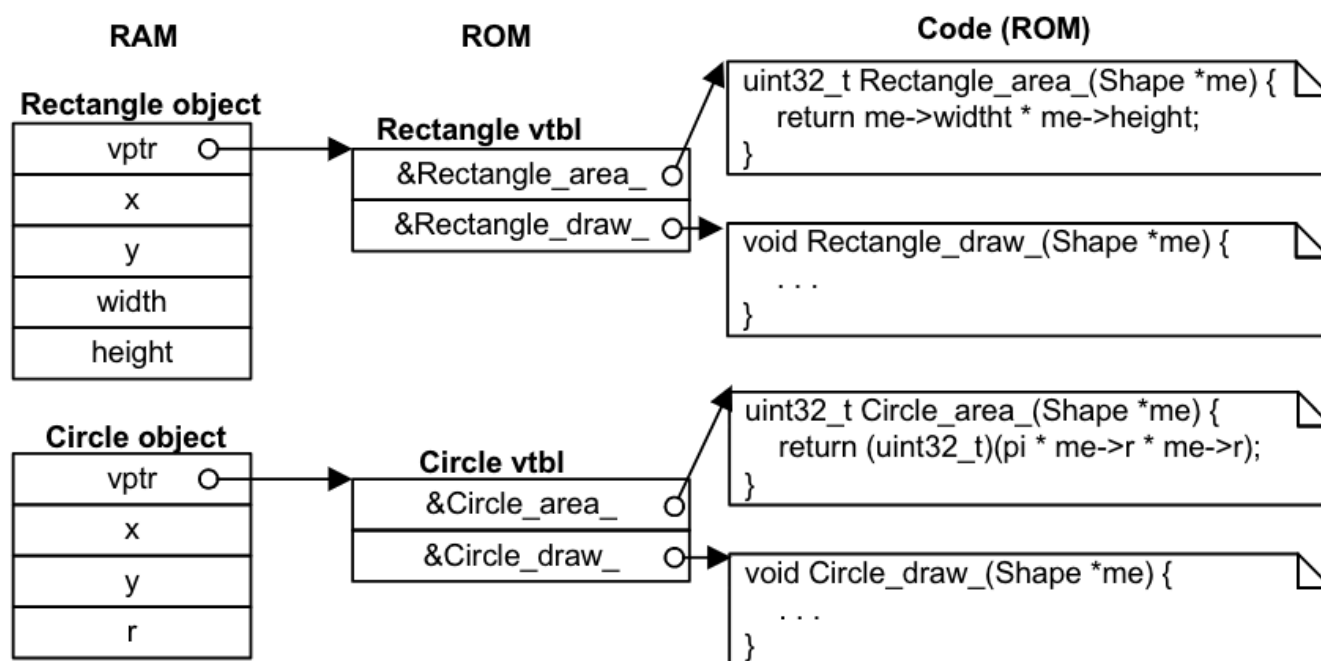 RAM
ROM
Code (ROM)
Rectangle object
vptr
x
y
width
height
Rectangle vtbl
&Rectangle_area_
&Rectangle_draw_
uint32_t Rectangle_area_(Shape *me) {
return me->widtht * me->height;
}
void Rectangle_draw_(Shape *me) {
. . .
}
Circle object
vptr
x
y
r
Circle vtbl
&Circle_area_
&Circle_draw_
uint32_t Circle_area_(Shape *me) {
return (uint32_t)(pi * me->r * me->r);
}
void Circle_draw_(Shape *me) {
. . .
}